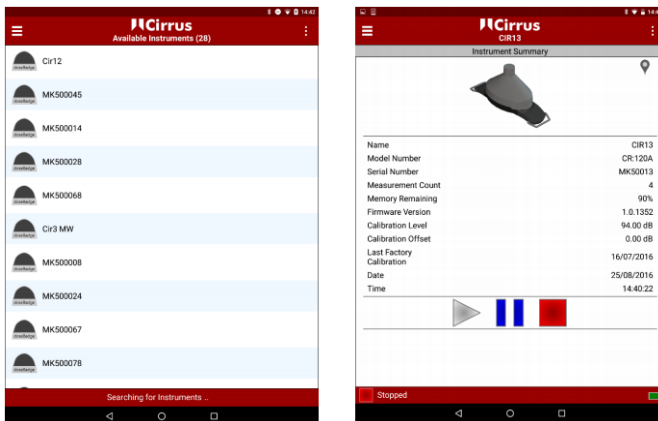 14:42
Cirrus
Available Instruments (28)
Cir12
MK500045
MK500014
MK500028
MK500068
Cir3 MW
MK500008
MK500024
MK500067
MK500078
Searching for Instruments ..
Cirrus
CIR13
Instrument Summary
Name CIR13
Model Number CR:120A
Serial Number MK50013
Measurement Count 4
Memory Remaining 90%
Firmware Version 1.0.1352
Calibration Level 94.00 dB
Calibration Offset 0.00 dB
Last Factory
Calibration 16/07/2016
Date 25/08/2016
Time 14:40:22
Stopped